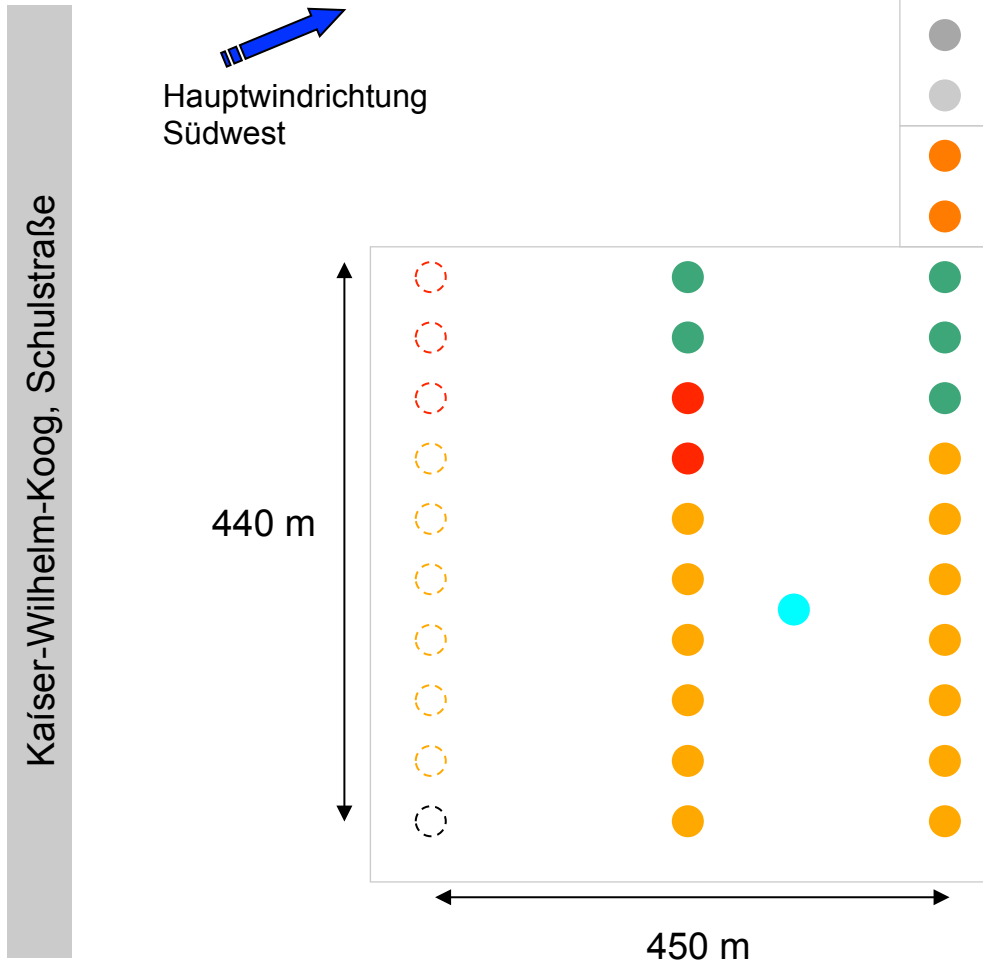 Hauptwindrichtung
Südwest
Kaíser-Wilhelm-Koog, Schulstraße
440 m
450 m